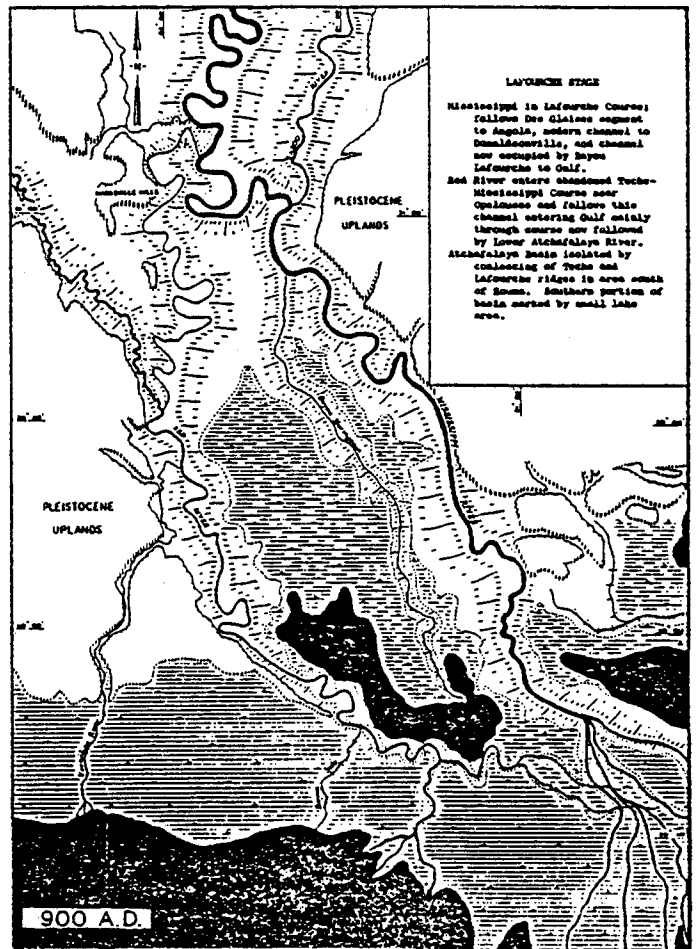 LAFOURCHE STAGE
Mississippi in Lafourche Course;
follows Des Glaises segment
to Angola, modern channel to
Donaldsonville, and channel
now occupied by Bayou
Lafourche to Gulf.
Red River enters abandoned Teche-
Mississippi Course near
Opelousas and follows this
channel entering Gulf mainly
through course now followed
by Lower Atchafalaya River.
Atchafalaya Basin isolated by
coalescing of Teche and
Lafourche ridges in area south
of Houma. Southern portion of
basin marked by small lake
area.
-N-
HILLS
PLEISTOCENE
UPLANDS
PLEISTOCENE
UPLANDS
900 A.D.